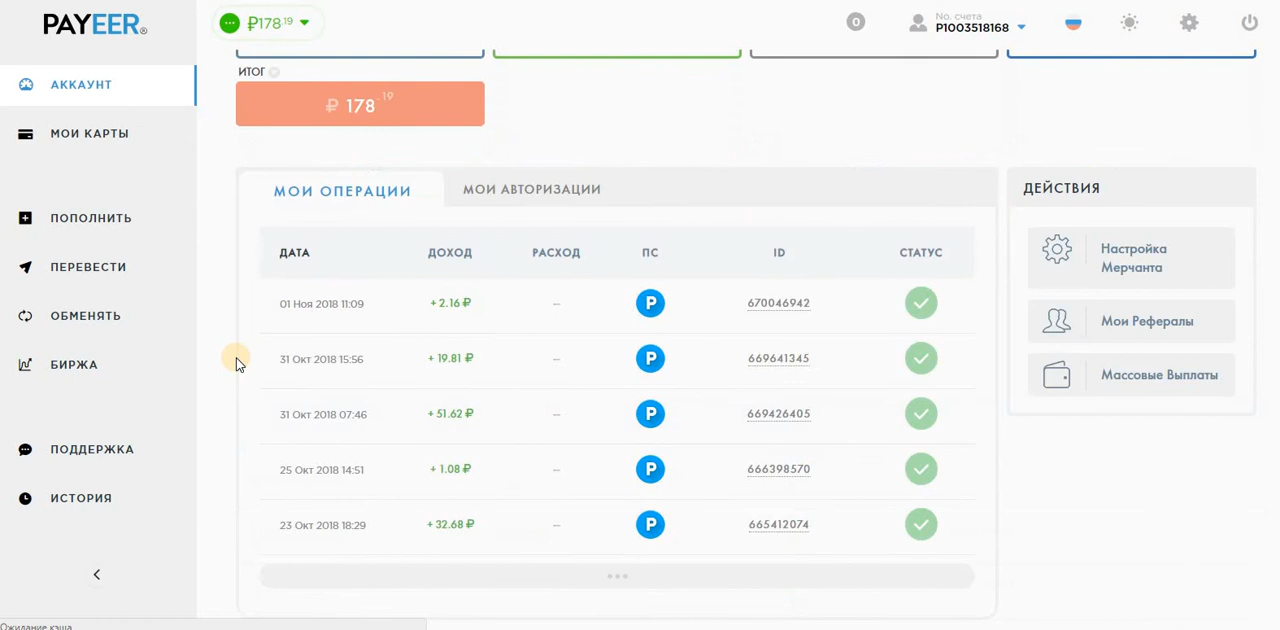 PAYEER®
₽178.19
0
No. счета
P1003518168
АККАУНТ
МОИ КАРТЫ
ПОПОЛНИТЬ
ПЕРЕВЕСТИ
ОБМЕНЯТЬ
БИРЖА
ПОДДЕРЖКА
ИСТОРИЯ
ИТОГ
₽ 178.19
МОИ ОПЕРАЦИИ МОИ АВТОРИЗАЦИИ
ДАТА ДОХОД РАСХОД ПС ID СТАТУС
01 Ноя 2018 11:09 + 2.16 ₽ – P 670046942
31 Окт 2018 15:56 + 19.81 ₽ – P 669641345
31 Окт 2018 07:46 + 51.62 ₽ – P 669426405
25 Окт 2018 14:51 + 1.08 ₽ – P 666398570
23 Окт 2018 18:29 + 32.68 ₽ – P 665412074
ДЕЙСТВИЯ
Настройка
Мерчанта
Мои Рефералы
Массовые Выплаты
Ожидание кэша